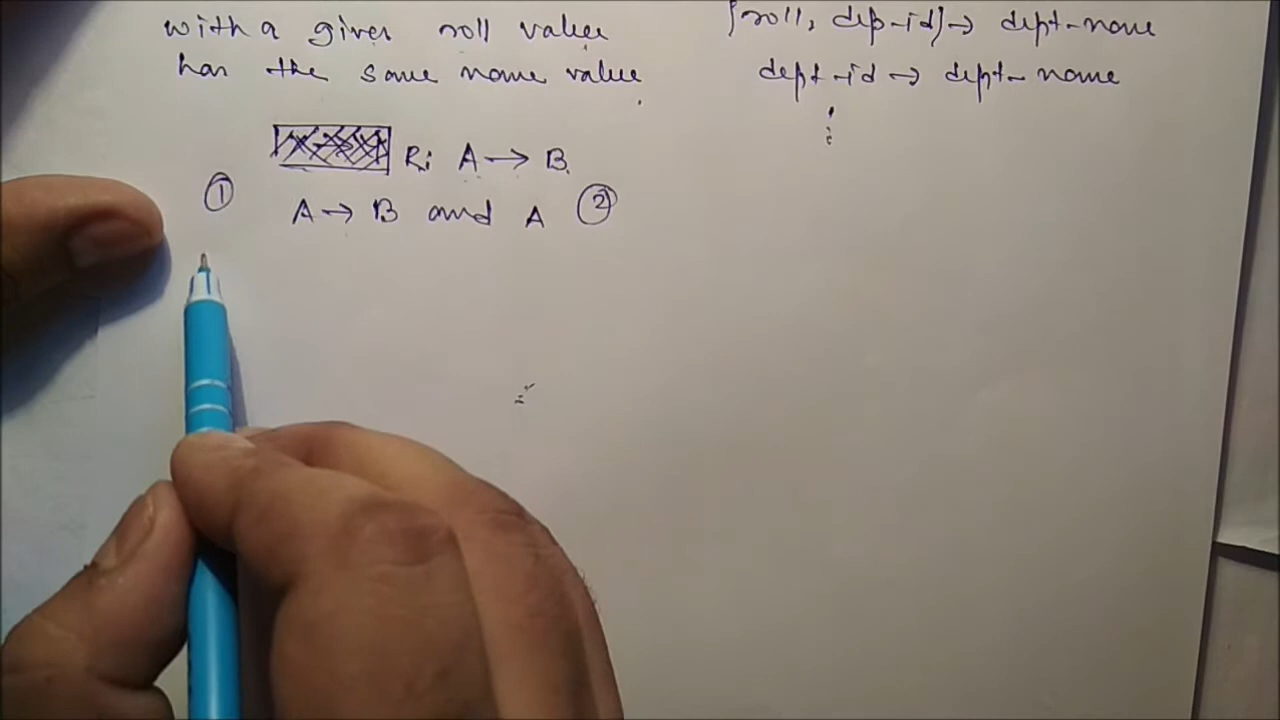 with a given roll value
has the same name value.
{roll, dep-id} → dept-name
dept-id → dept-name
R: A → B.
①
A → B and A ②